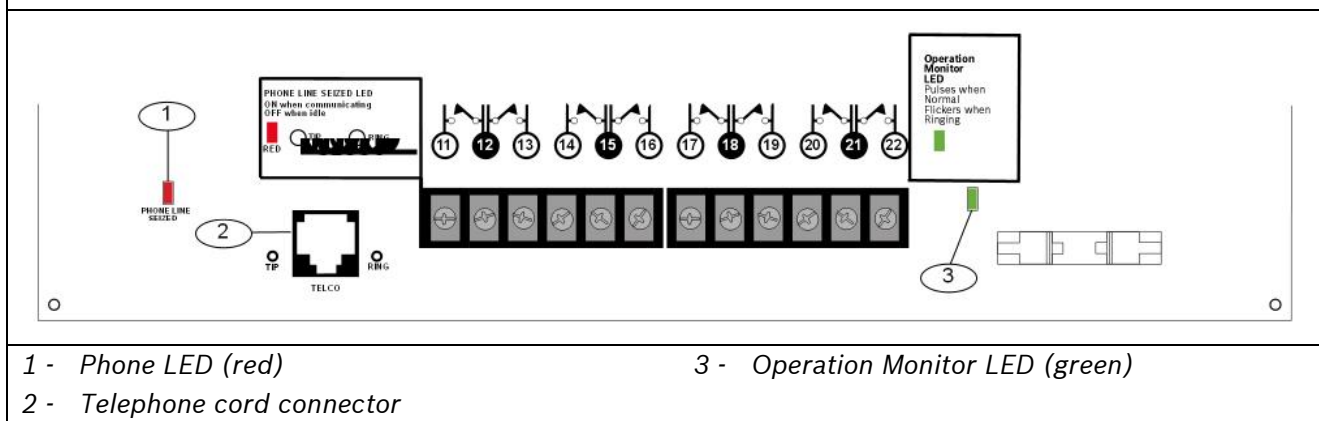 1
PHONE LINE SEIZED LED
ON when communicating
OFF when idle
RED
TIP
RING
11
12
13
14
15
16
17
18
19
20
21
22
Operation
Monitor
LED
Pulses when
Normal
Flickers when
Ringing
PHONE LINE
SEIZED
2
TIP
RING
TELCO
3
1 - Phone LED (red)
3 - Operation Monitor LED (green)
2 - Telephone cord connector